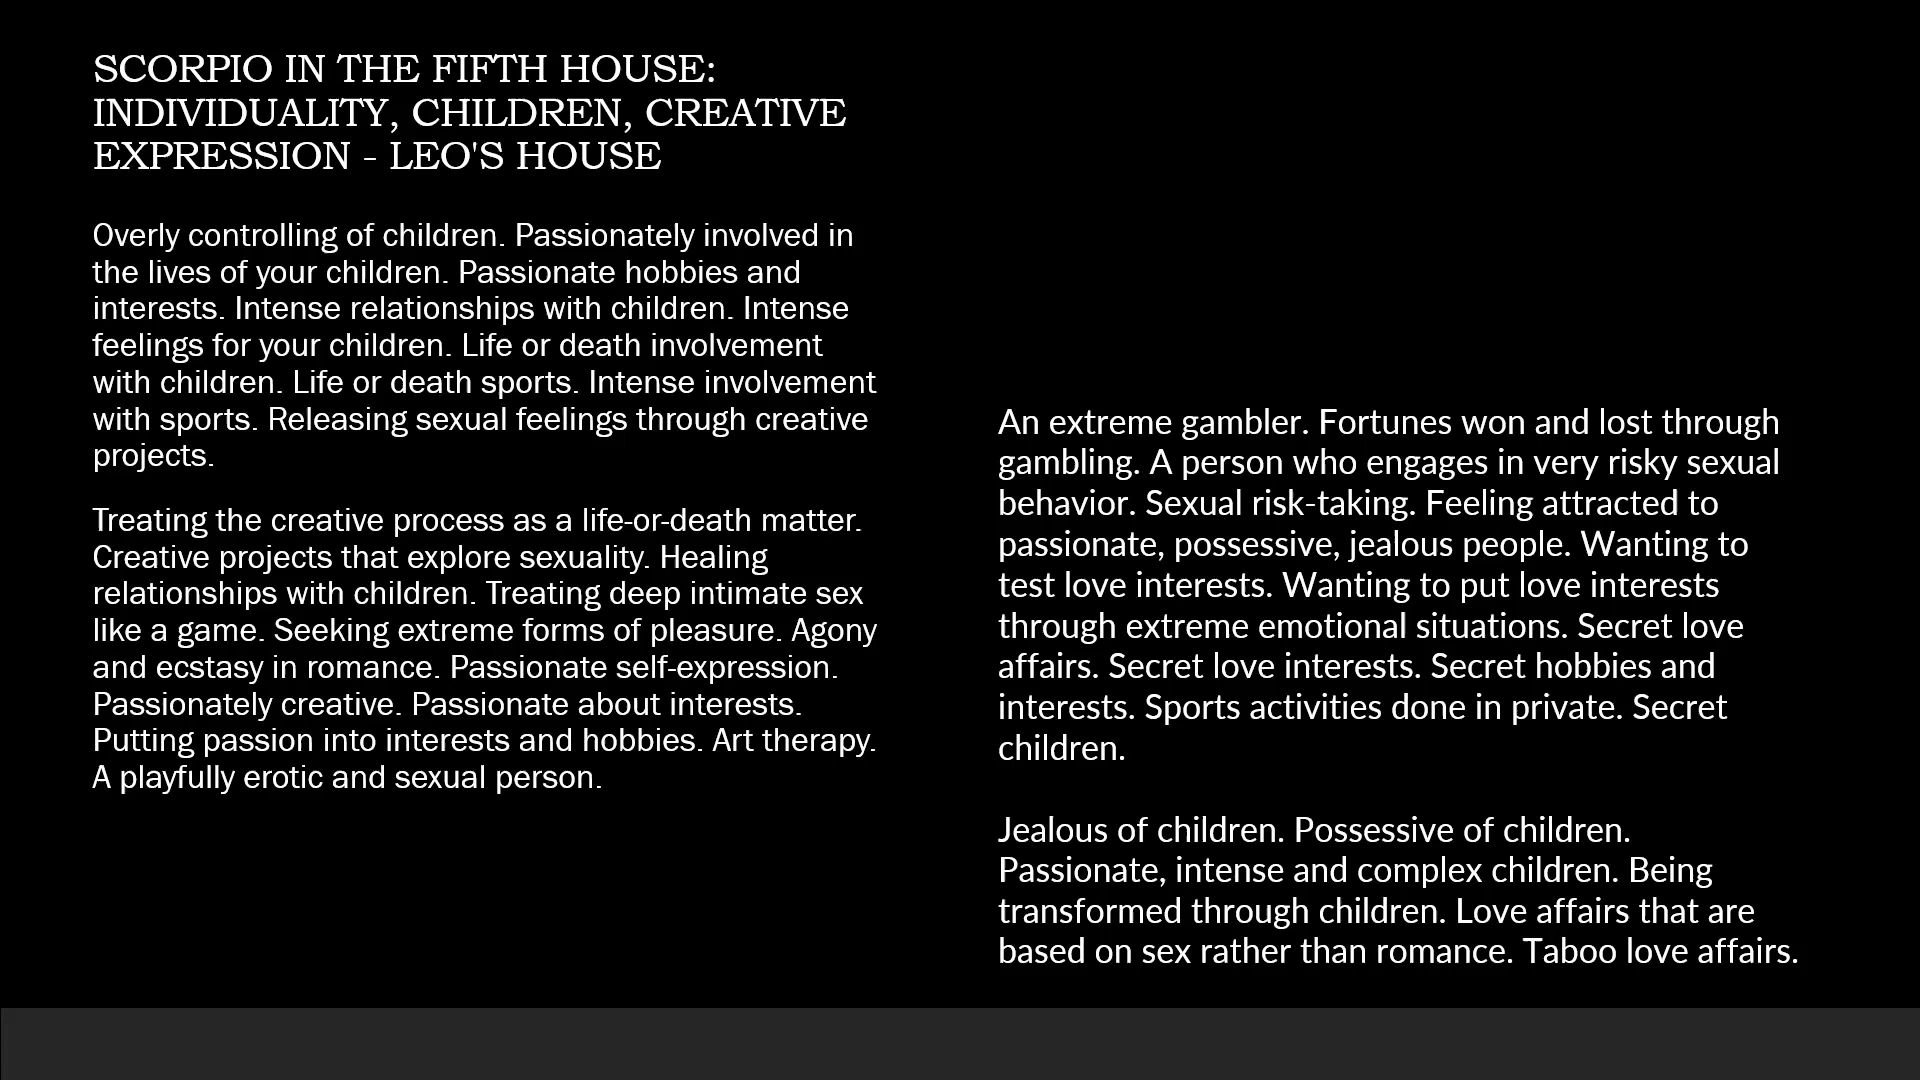 SCORPIO IN THE FIFTH HOUSE:
INDIVIDUALITY, CHILDREN, CREATIVE
EXPRESSION - LEO'S HOUSE
Overly controlling of children. Passionately involved in
the lives of your children. Passionate hobbies and
interests. Intense relationships with children. Intense
feelings for your children. Life or death involvement
with children. Life or death sports. Intense involvement
with sports. Releasing sexual feelings through creative
projects.
Treating the creative process as a life-or-death matter.
Creative projects that explore sexuality. Healing
relationships with children. Treating deep intimate sex
like a game. Seeking extreme forms of pleasure. Agony
and ecstasy in romance. Passionate self-expression.
Passionately creative. Passionate about interests.
Putting passion into interests and hobbies. Art therapy.
A playfully erotic and sexual person.
An extreme gambler. Fortunes won and lost through
gambling. A person who engages in very risky sexual
behavior. Sexual risk-taking. Feeling attracted to
passionate, possessive, jealous people. Wanting to
test love interests. Wanting to put love interests
through extreme emotional situations. Secret love
affairs. Secret love interests. Secret hobbies and
interests. Sports activities done in private. Secret
children.
Jealous of children. Possessive of children.
Passionate, intense and complex children. Being
transformed through children. Love affairs that are
based on sex rather than romance. Taboo love affairs.